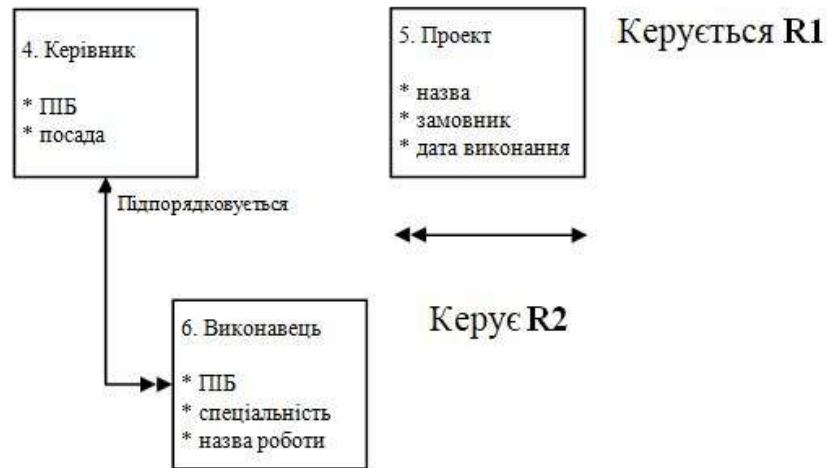 4. Керівник
* ПІБ
* посада
5. Проект
* назва
* замовник
* дата виконання
Керується R1
Підпорядковується
6. Виконавець
* ПІБ
* спеціальність
* назва роботи
Керує R2